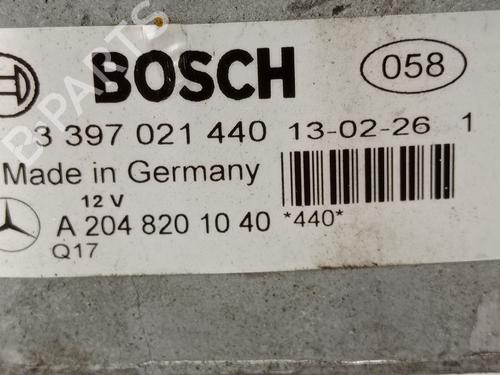 BOSCH
058
3 397 021 440 13-02-26 1
Made in Germany
12 V
A 204 820 10 40 *440*
Q17
B-PARTS